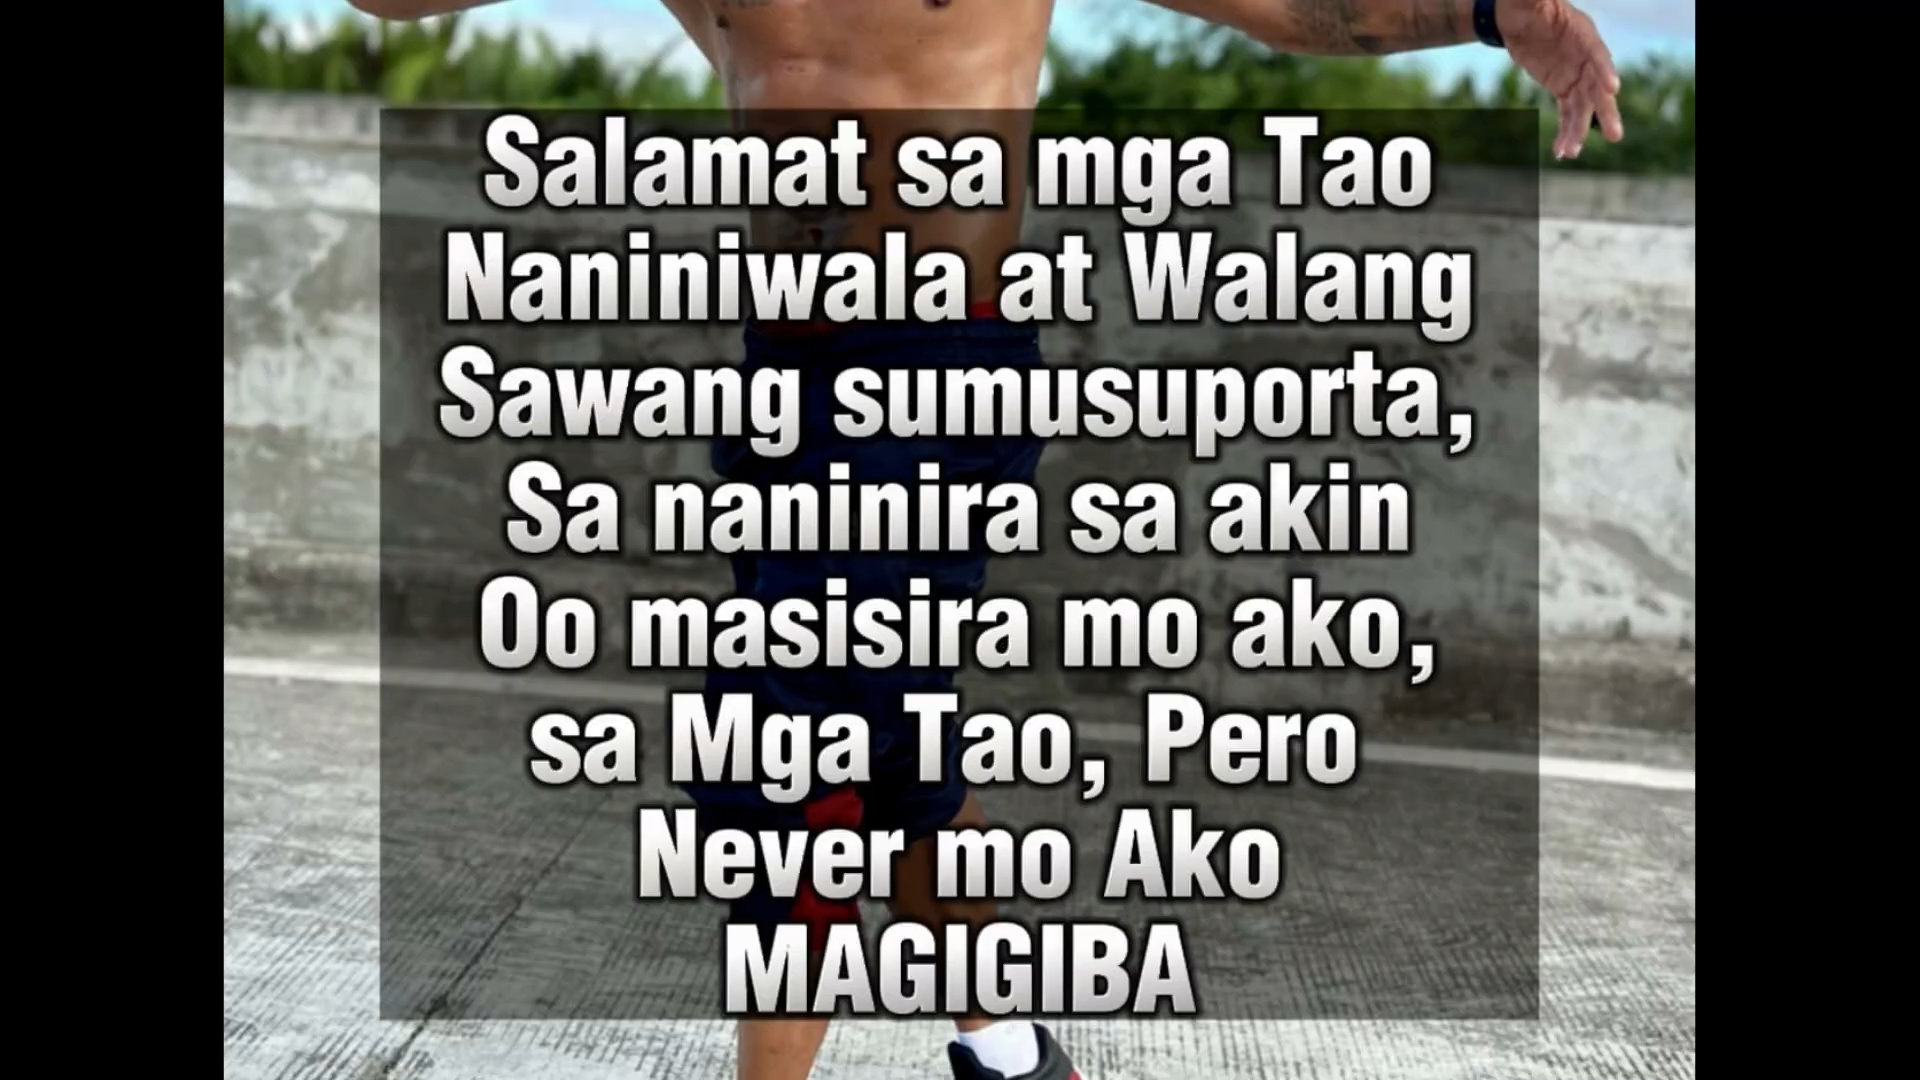 Salamat sa mga Tao
Naniniwala at Walang
Sawang sumusuporta,
Sa naninira sa akin
Oo masisira mo ako,
sa Mga Tao, Pero
Never mo Ako
MAGIGIBA